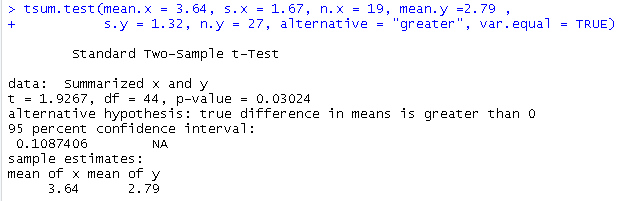 > tsum.test(mean.x = 3.64, s.x = 1.67, n.x = 19, mean.y =2.79 ,
+ s.y = 1.32, n.y = 27, alternative = "greater", var.equal = TRUE)
Standard Two-Sample t-Test
data: Summarized x and y
t = 1.9267, df = 44, p-value = 0.03024
alternative hypothesis: true difference in means is greater than 0
95 percent confidence interval:
0.1087406 NA
sample estimates:
mean of x mean of y
3.64 2.79